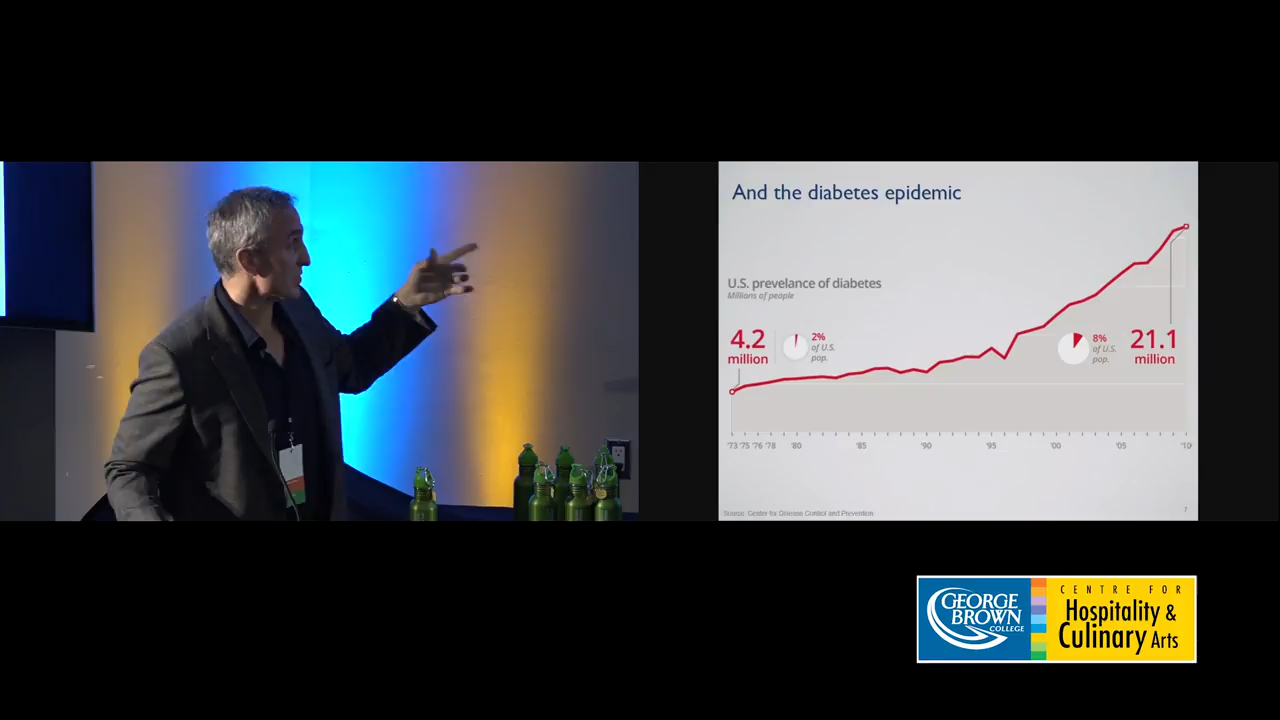 And the diabetes epidemic
U.S. prevelance of diabetes
Millions of people
4.2
million
2%
of U.S.
pop.
8%
of U.S.
pop.
21.1
million
'73 '75 '76 '78 '80 '85 '90 '95 '00 '05 '10
Source: Center for Disease Control and Prevention
7
GEORGE
BROWN
COLLEGE
CENTRE FOR
Hospitality &
Culinary Arts